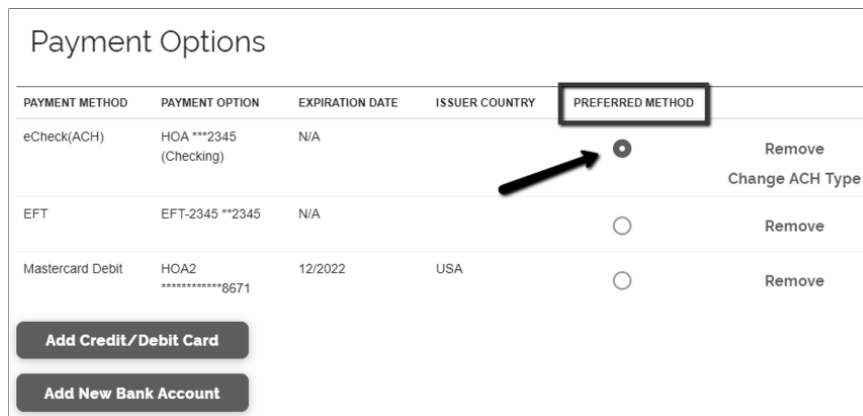 Payment Options
PAYMENT METHOD PAYMENT OPTION EXPIRATION DATE ISSUER COUNTRY PREFERRED METHOD
eCheck(ACH) HOA ***2345 N/A
(Checking)
Remove
Change ACH Type
EFT EFT-2345 **2345 N/A
Remove
Mastercard Debit HOA2 12/2022 USA
************8671
Remove
Add Credit/Debit Card
Add New Bank Account